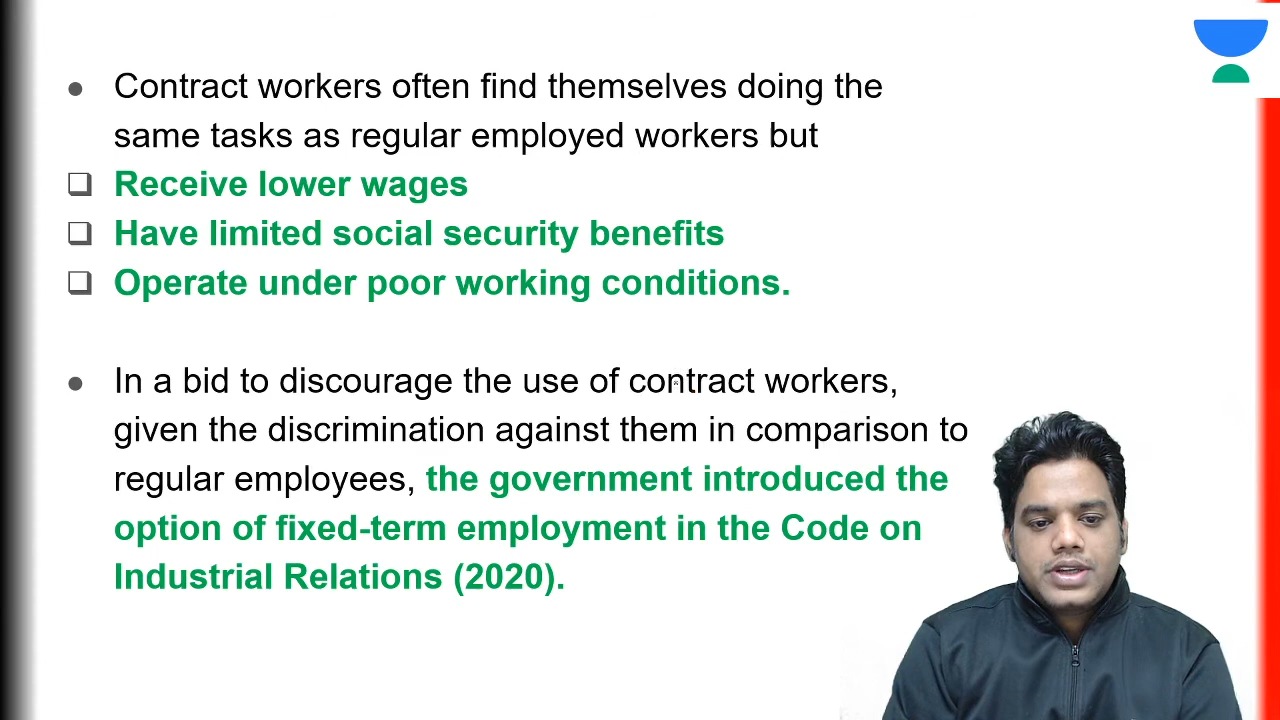 Contract workers often find themselves doing the
same tasks as regular employed workers but
Receive lower wages
Have limited social security benefits
Operate under poor working conditions.
In a bid to discourage the use of contract workers,
given the discrimination against them in comparison to
regular employees, the government introduced the
option of fixed-term employment in the Code on
Industrial Relations (2020).